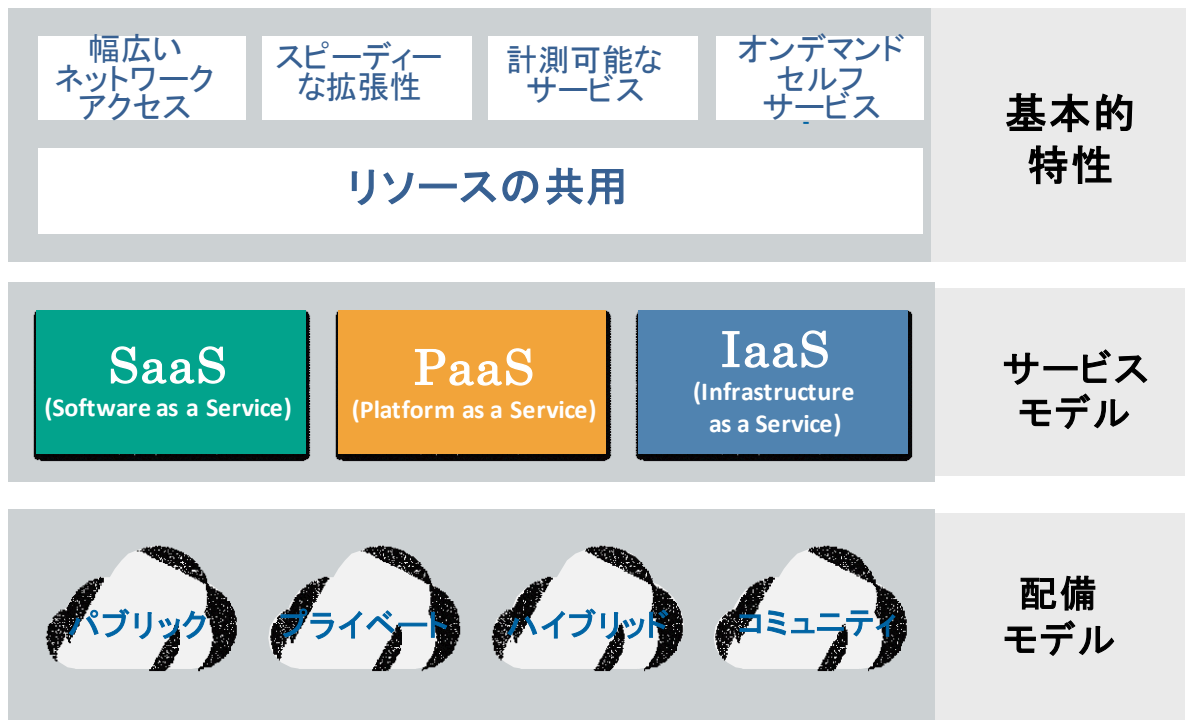 幅広い
ネットワーク
アクセス
スピーディー
な拡張性
計測可能な
サービス
オンデマンド
セルフ
サービス
リソースの共用
基本的
特性
SaaS
(Software as a Service)
PaaS
(Platform as a Service)
IaaS
(Infrastructure
as a Service)
サービス
モデル
パブリック
プライベート
ハイブリッド
コミュニティ
配備
モデル